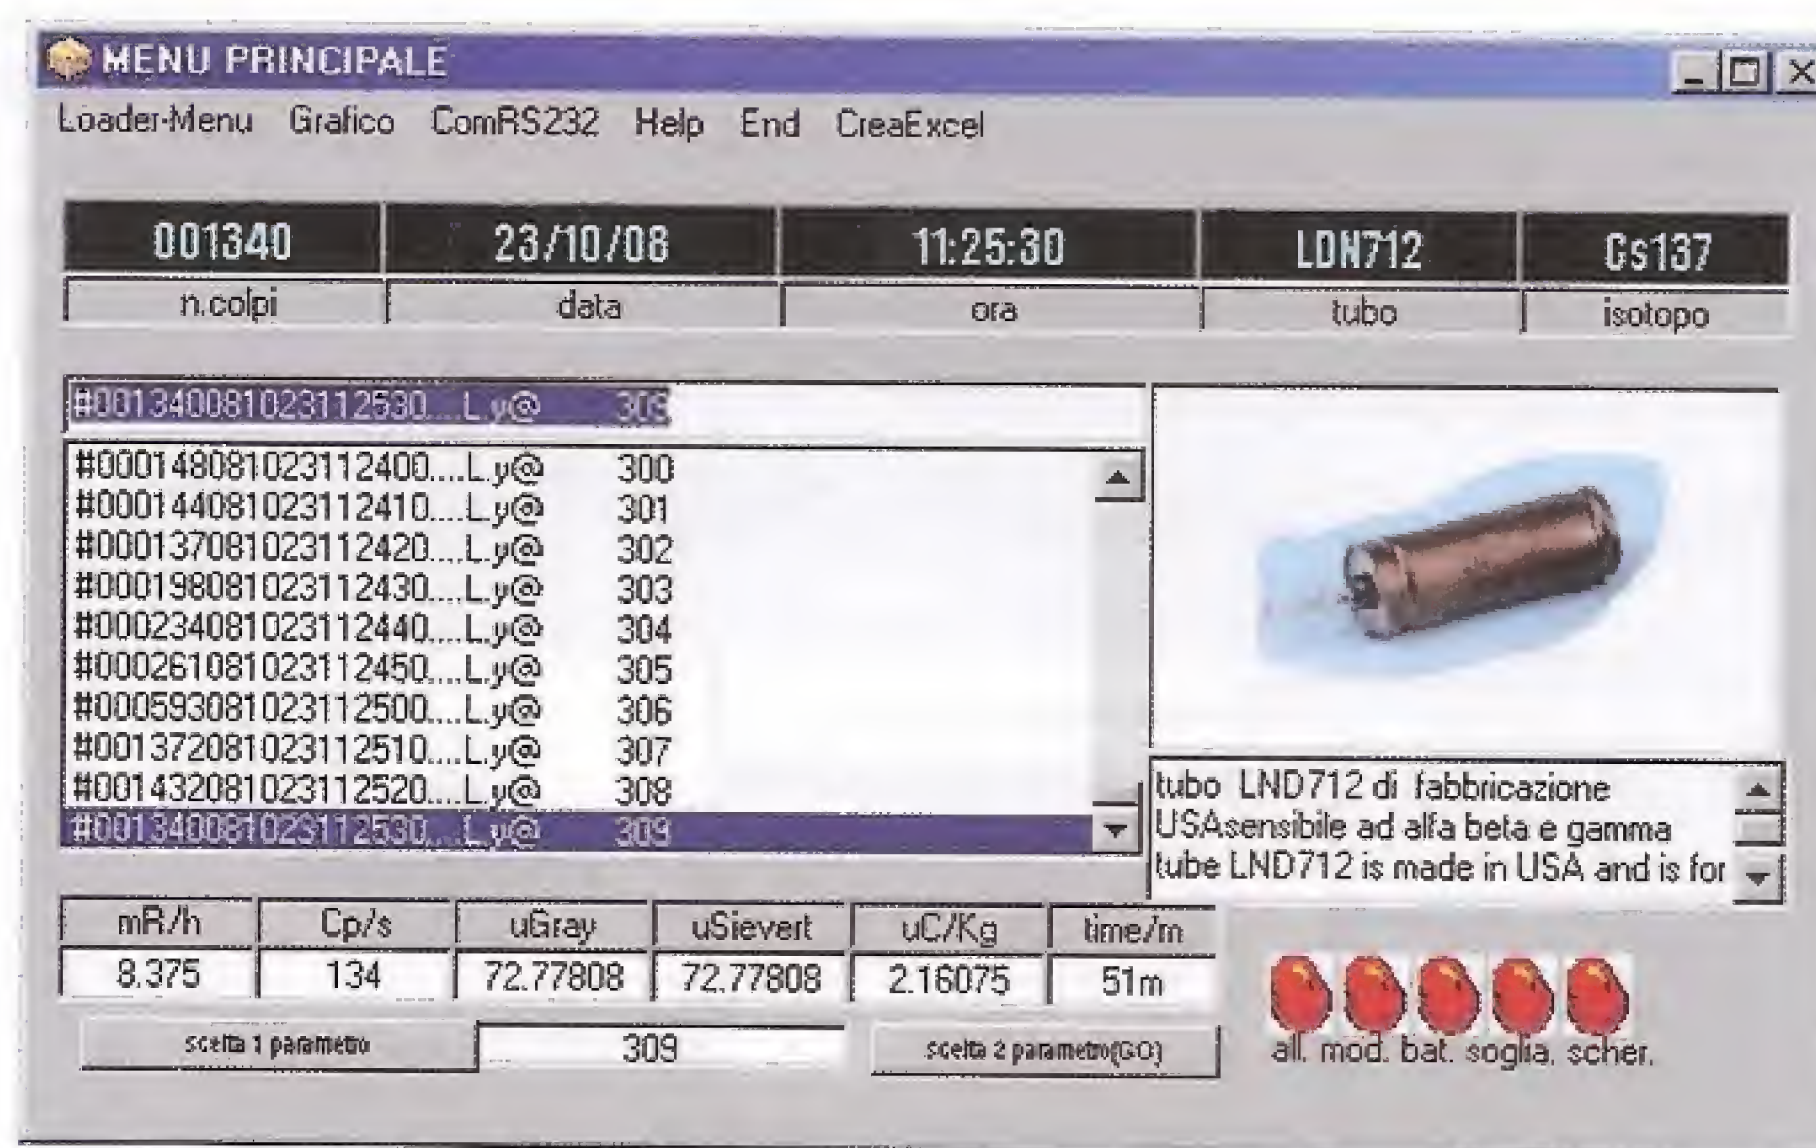 MENU PRINCIPALE
Loader-Menu Grafico ComRS232 Help End CreaExcel
001340 23/10/08 11:25:30 LDN712 Cs137
n.colpi data ora tubo isotopo
#001340081023112530....L.y@ 309
#000148081023112400....L.y@ 300
#000144081023112410....L.y@ 301
#000137081023112420....L.y@ 302
#000198081023112430....L.y@ 303
#000234081023112440....L.y@ 304
#000261081023112450....L.y@ 305
#000593081023112500....L.y@ 306
#001372081023112510....L.y@ 307
#001432081023112520....L.y@ 308
#001340081023112530....L.y@ 309
tubo LND712 di fabbricazione
USAsensibile ad alfa beta e gamma
tube LND712 is made in USA and is for
mR/h Cp/s uGray uSievert uC/Kg time/m
8.375 134 72.77808 72.77808 2.16075 51m
scelta 1 parametro 309 scelta 2 parametro(GO)
all. mod. bat. soglia. scher.